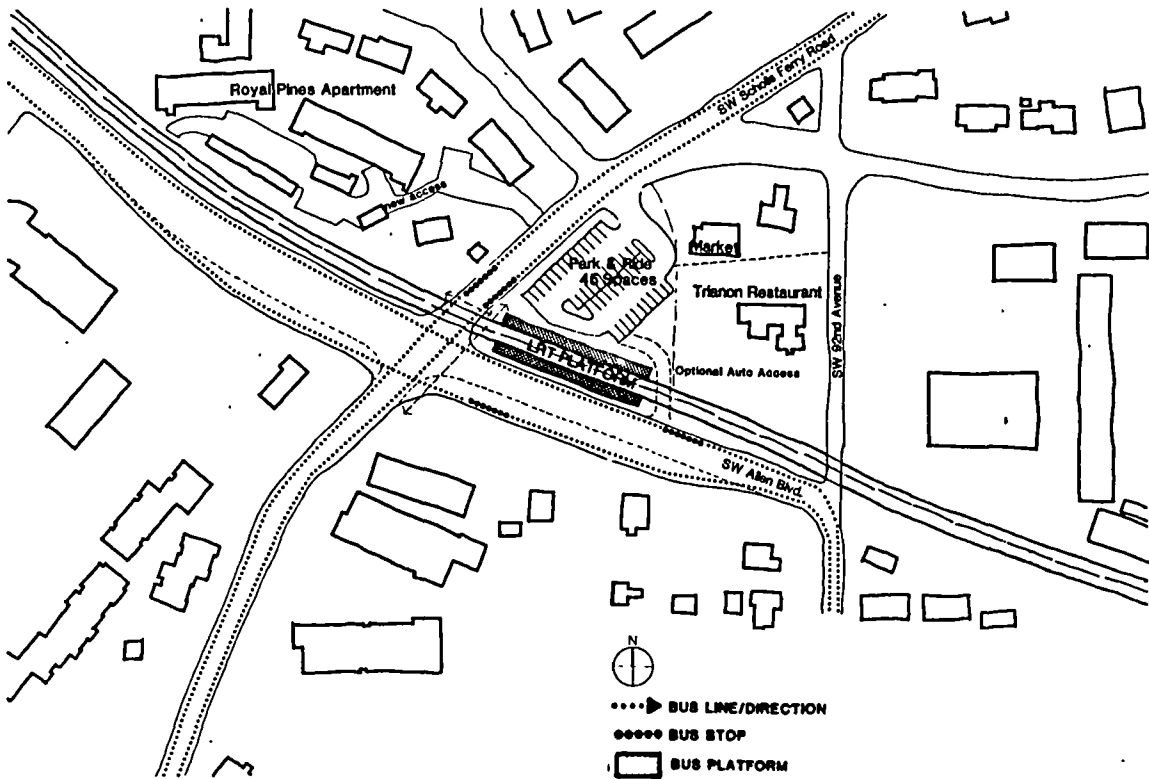 SW Scholls Ferry Road
Royal Pines Apartment
new access
Market
Park & Ride
45 Spaces
Trianon Restaurant
LRT PLATFORM
Optional Auto Access
SW 92nd Avenue
SW Allen Blvd.
N
BUS LINE/DIRECTION
BUS STOP
BUS PLATFORM